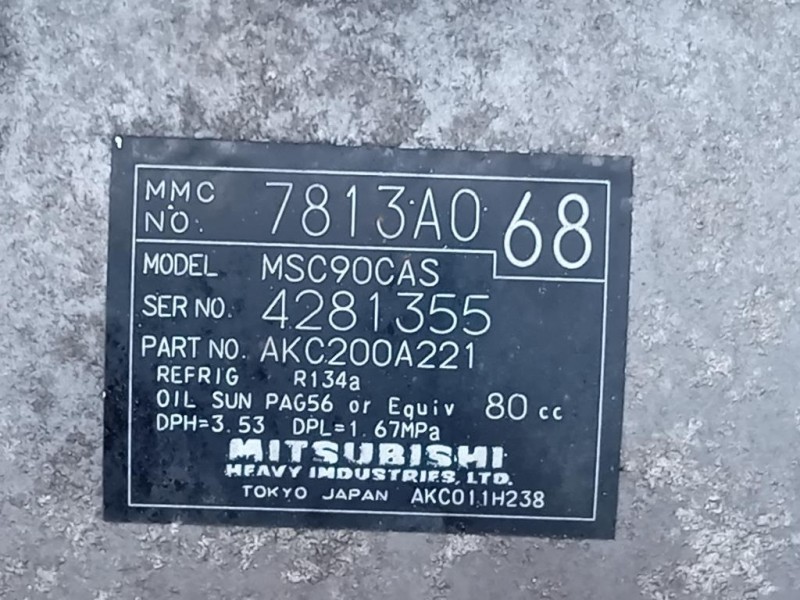 MMC NO. 7813A0 68
MODEL MSC90CAS
SER NO. 4281355
PART NO. AKC200A221
REFRIG R134a
OIL SUN PAG56 or Equiv 80 cc
DPH=3.53 DPL=1.67MPa
MITSUBISHI
HEAVY INDUSTRIES, LTD.
TOKYO JAPAN AKC011H238